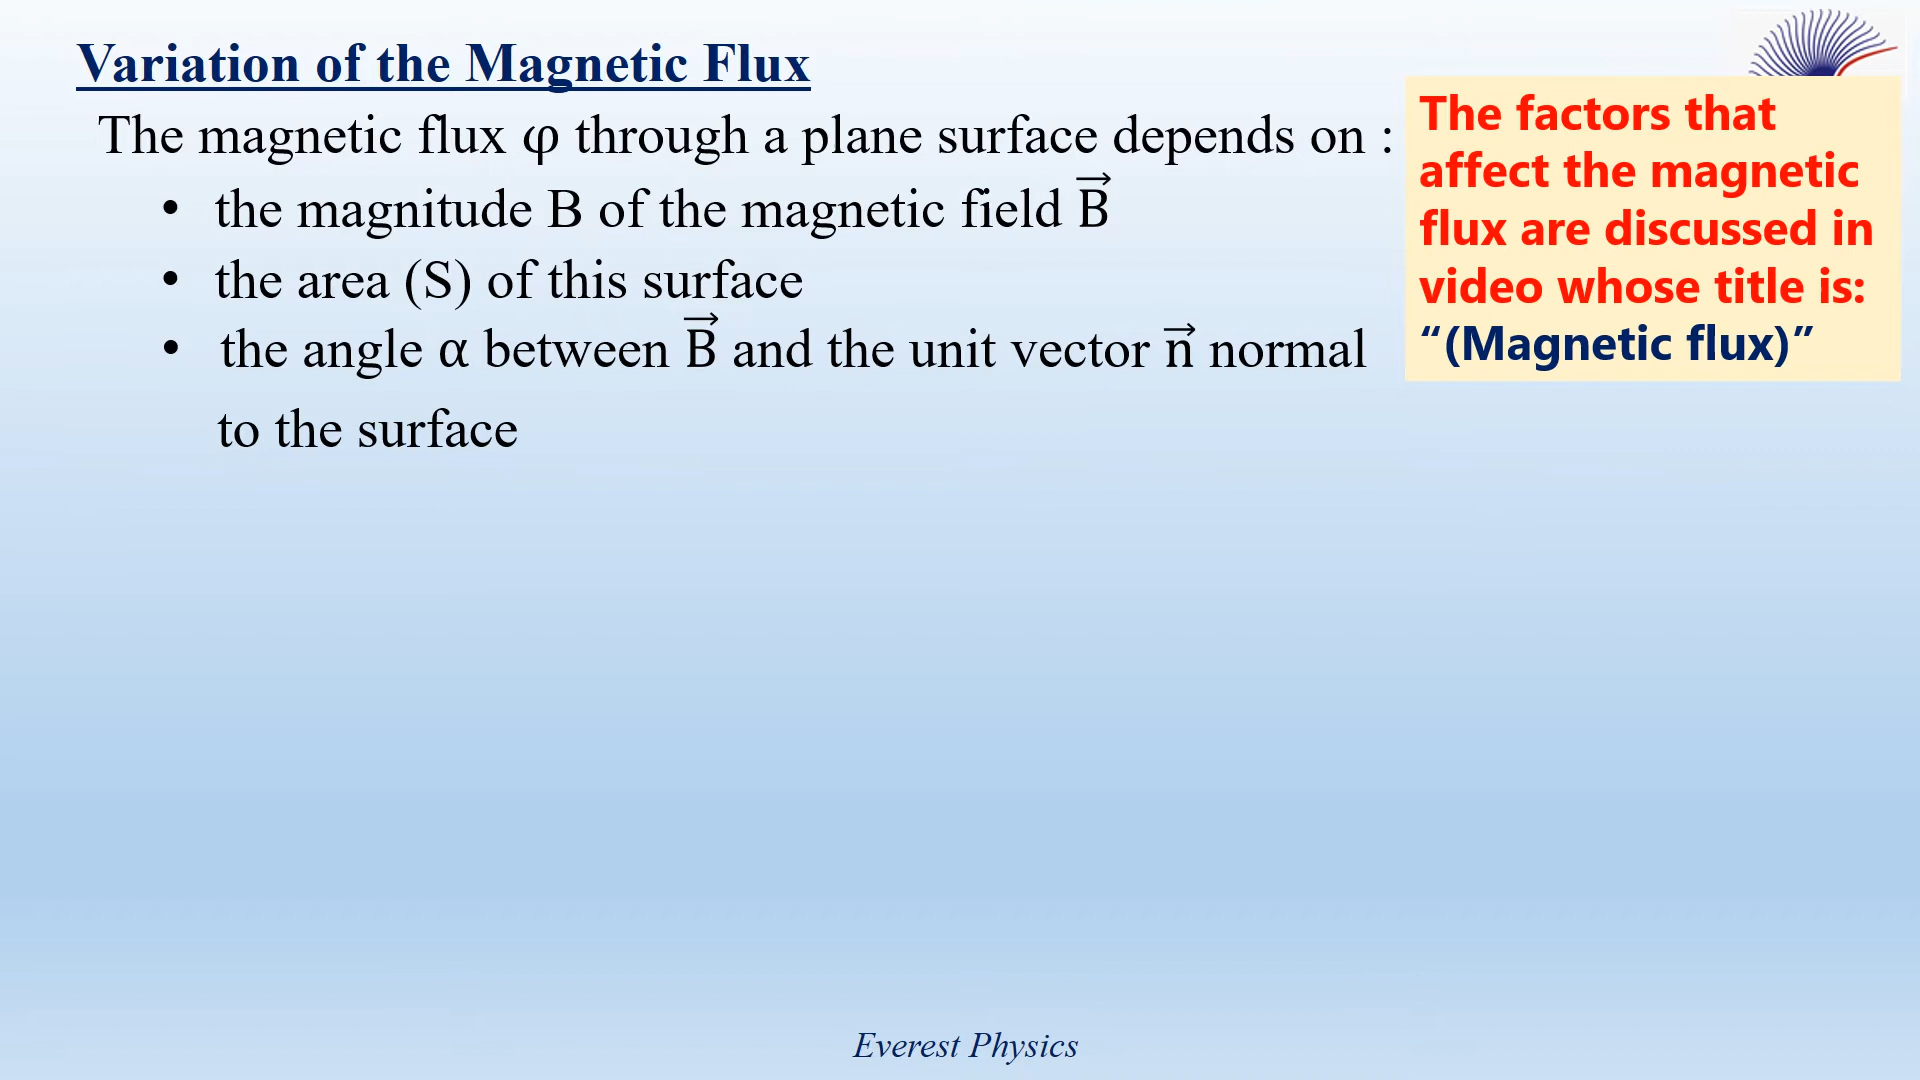 Variation of the Magnetic Flux
The magnetic flux φ through a plane surface depends on :
• the magnitude B of the magnetic field B⃗
• the area (S) of this surface
• the angle α between B⃗ and the unit vector n⃗ normal
to the surface
The factors that
affect the magnetic
flux are discussed in
video whose title is:
“(Magnetic flux)”
Everest Physics